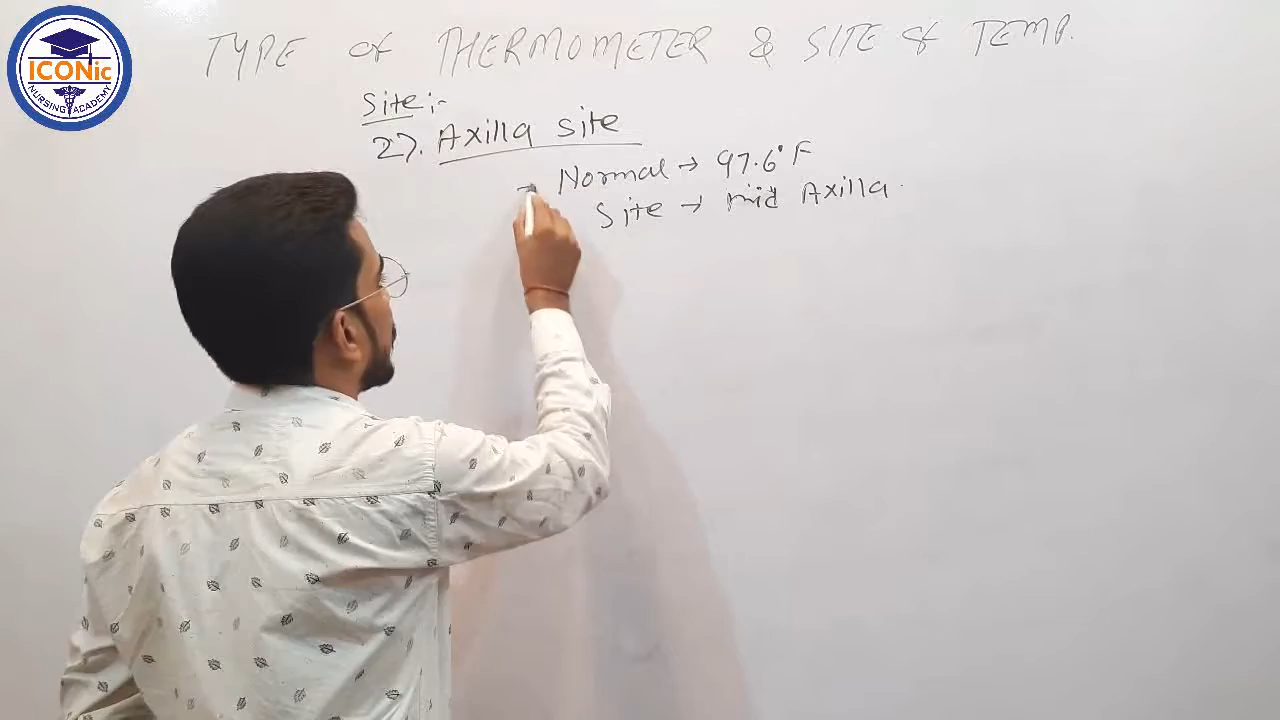 ICONic
NURSING ACADEMY
TYPE of THERMOMETER & SITE of TEMP.
Site :-
2). Axilla site
→ Normal → 97.6° F
Site → mid Axilla.